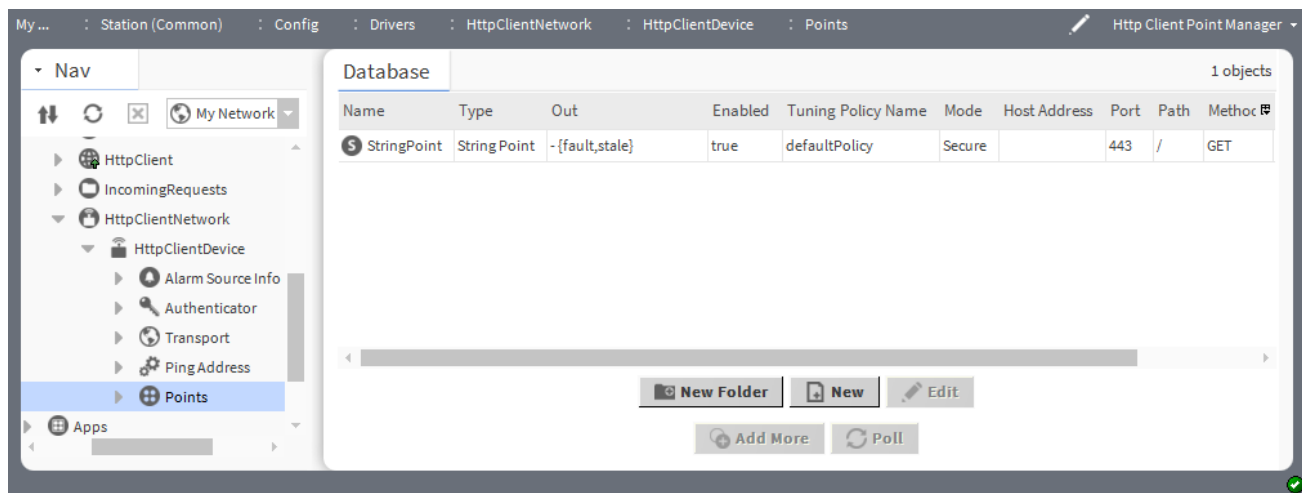 My ... : Station (Common) : Config : Drivers : HttpClientNetwork : HttpClientDevice : Points Http Client Point Manager
Nav
My Network
HttpClient
IncomingRequests
HttpClientNetwork
HttpClientDevice
Alarm Source Info
Authenticator
Transport
Ping Address
Points
Apps
Database 1 objects
Name Type Out Enabled Tuning Policy Name Mode Host Address Port Path Method
S StringPoint String Point - {fault,stale} true defaultPolicy Secure 443 / GET
New Folder New Edit
Add More Poll